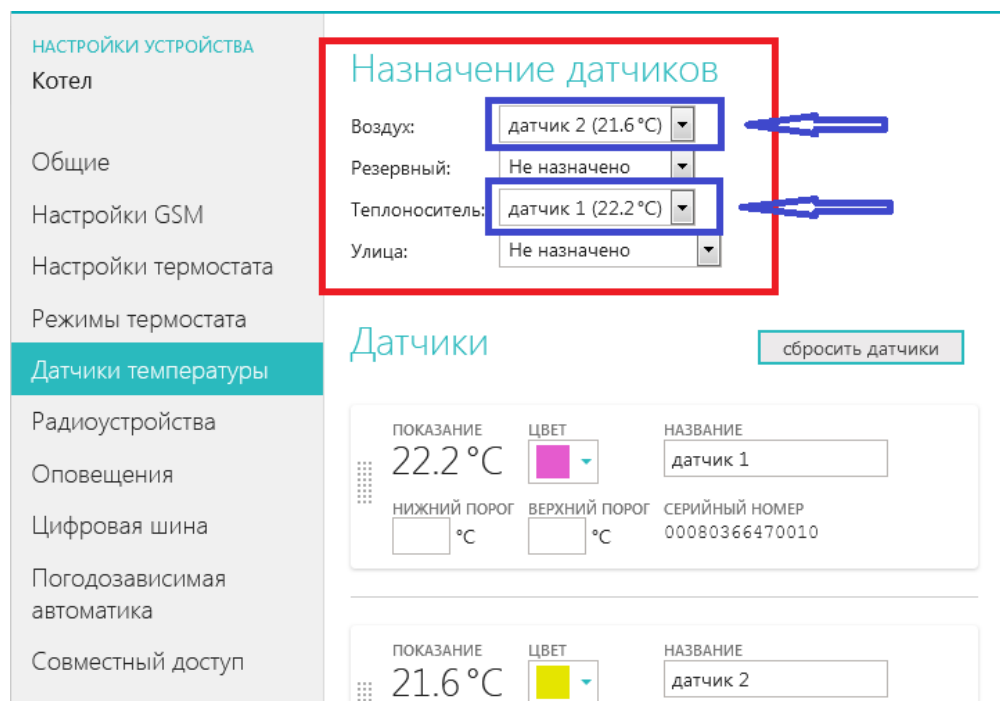 НАСТРОЙКИ УСТРОЙСТВА
Котел
Общие
Настройки GSM
Настройки термостата
Режимы термостата
Датчики температуры
Радиоустройства
Оповещения
Цифровая шина
Погодозависимая
автоматика
Совместный доступ
Назначение датчиков
Воздух: датчик 2 (21.6 °C)
Резервный: Не назначено
Теплоноситель: датчик 1 (22.2 °C)
Улица: Не назначено
Датчики сбросить датчики
ПОКАЗАНИЕ ЦВЕТ НАЗВАНИЕ
22.2 °C датчик 1
НИЖНИЙ ПОРОГ ВЕРХНИЙ ПОРОГ СЕРИЙНЫЙ НОМЕР
°C °C 00080366470010
ПОКАЗАНИЕ ЦВЕТ НАЗВАНИЕ
21.6 °C датчик 2